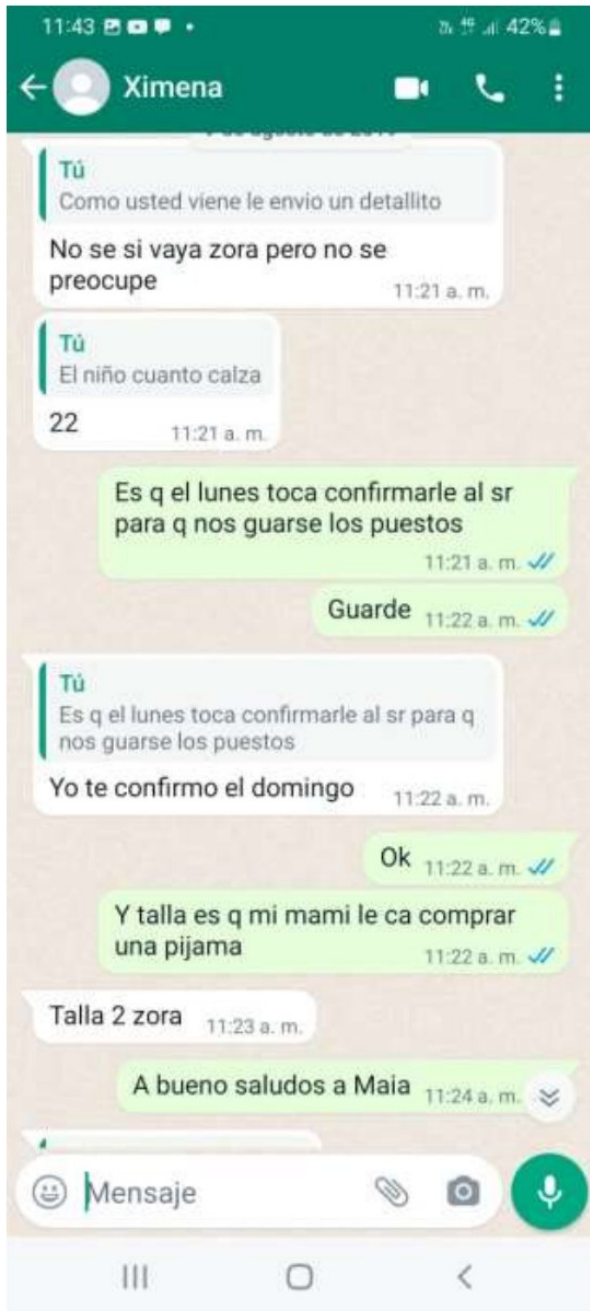 11:43
42%
Ximena
Tú
Como usted viene le envio un detallito
No se si vaya zora pero no se
preocupe
11:21 a. m.
Tú
El niño cuanto calza
22
11:21 a. m.
Es q el lunes toca confirmarle al sr
para q nos guarse los puestos
11:21 a. m.
Guarde 11:22 a. m.
Tú
Es q el lunes toca confirmarle al sr para q
nos guarse los puestos
Yo te confirmo el domingo 11:22 a. m.
Ok 11:22 a. m.
Y talla es q mi mami le ca comprar
una pijama
11:22 a. m.
Talla 2 zora 11:23 a. m.
A bueno saludos a Maia 11:24 a. m.
Mensaje